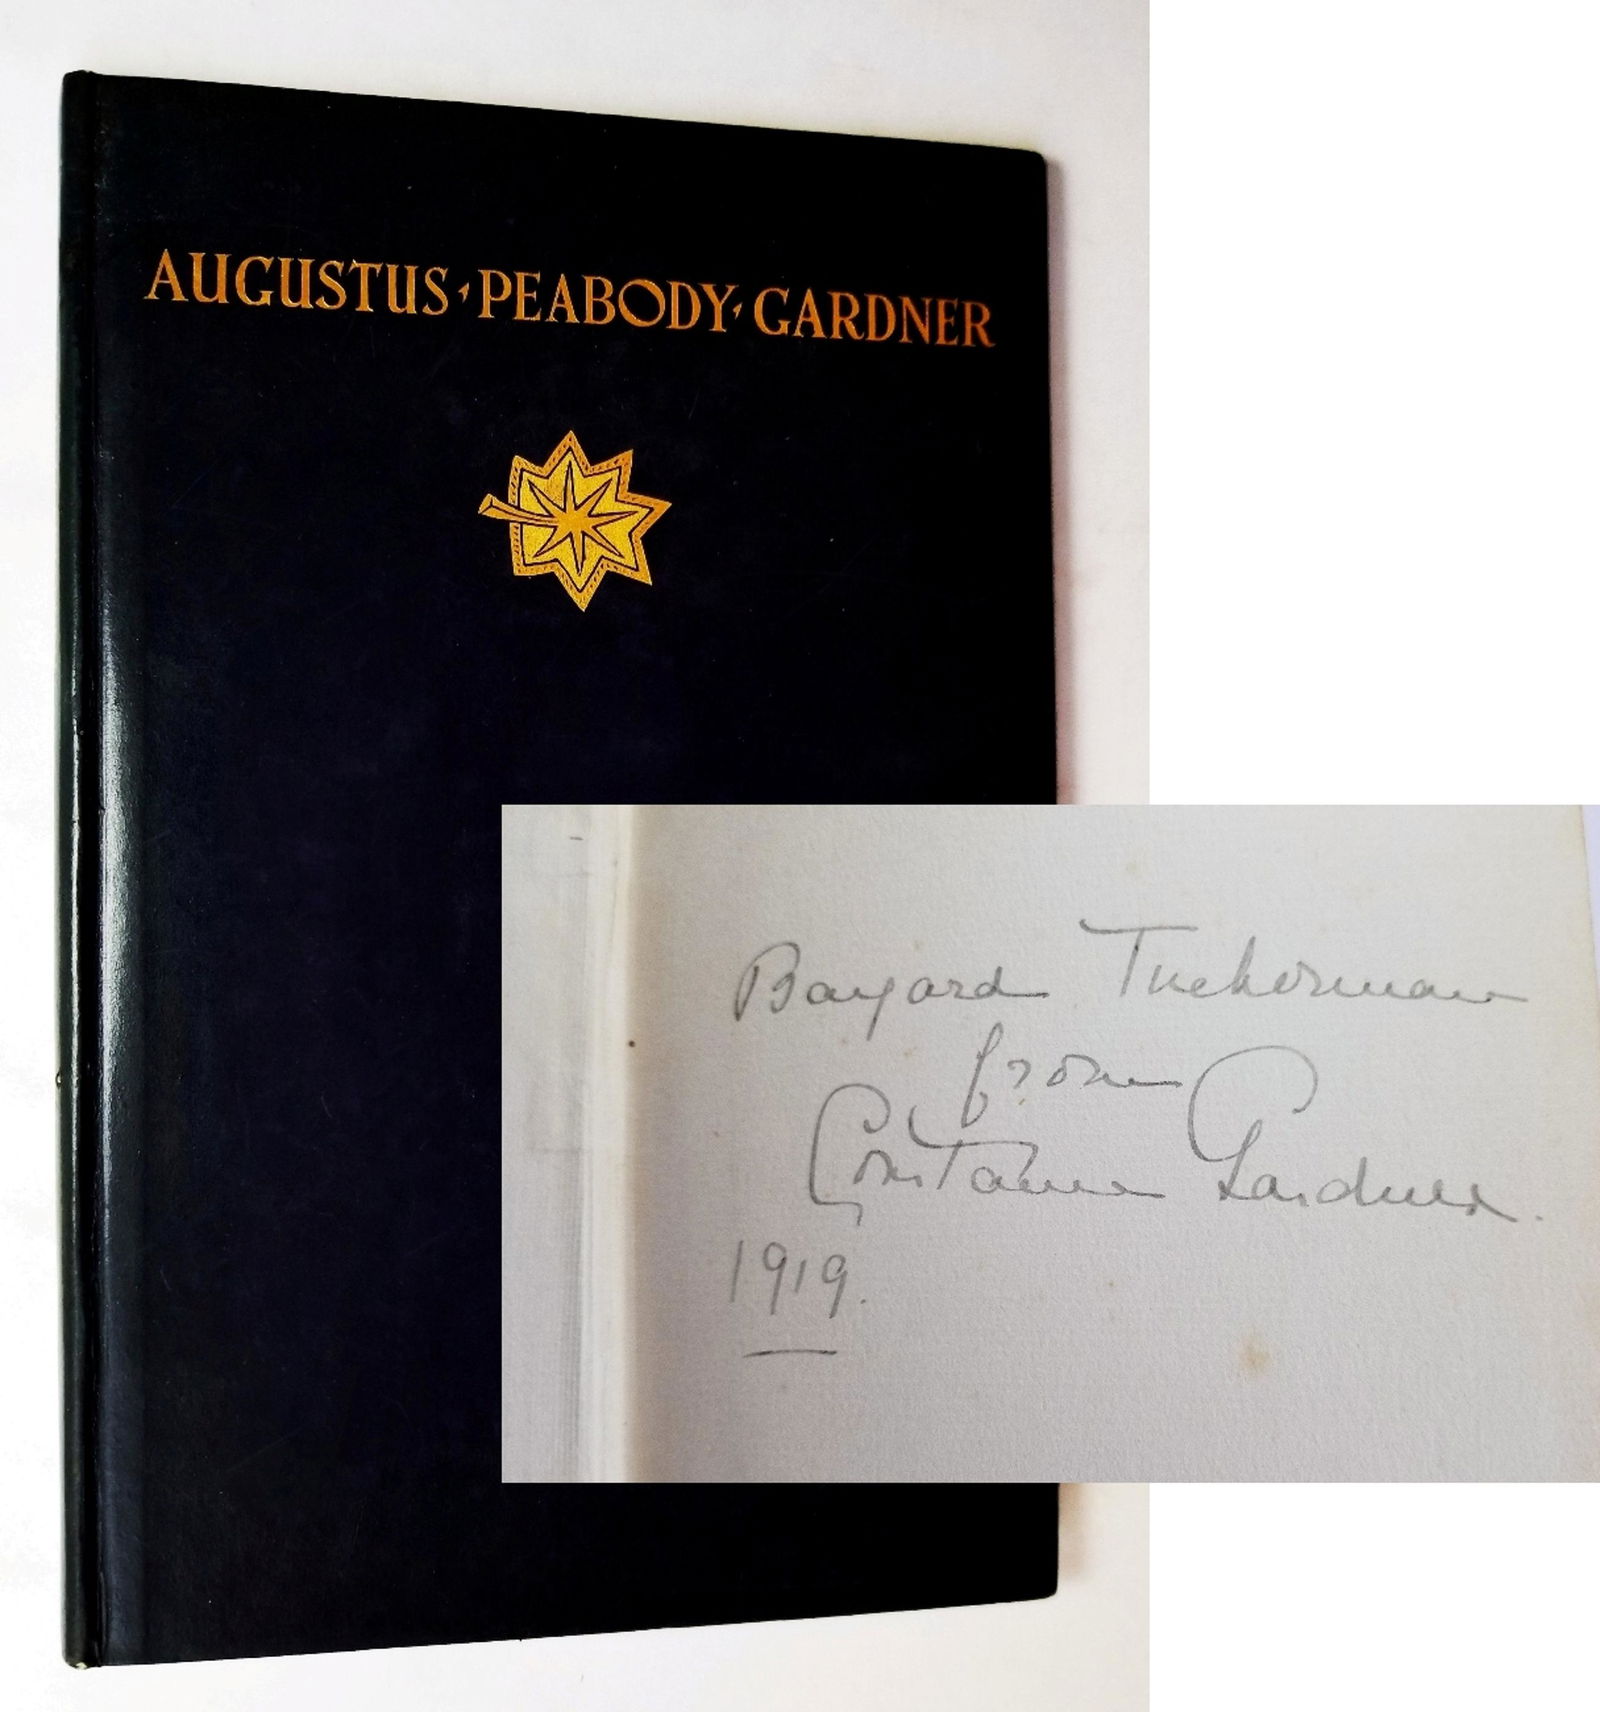 AUGUSTUS · PEABODY · GARDNER
Bayard Tuckerman
from
Constance Gardner.
1919.